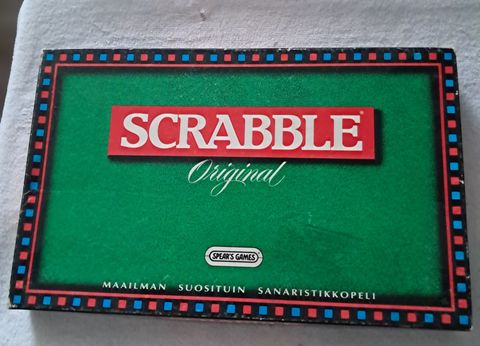 SCRABBLE®
Original
SPEAR'S GAMES
MAAILMAN SUOSITUIN SANARISTIKKOPELI